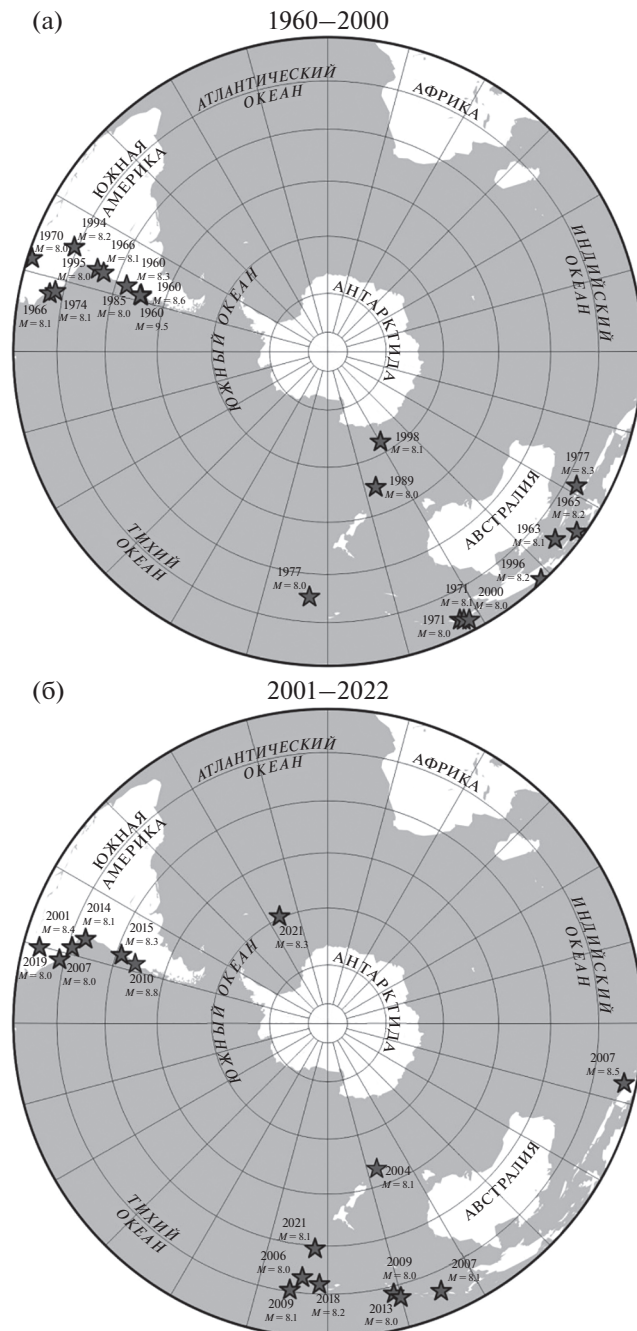 (а)
1960–2000
АТЛАНТИЧЕСКИЙ
ОКЕАН
АФРИКА
ЮЖНАЯ
АМЕРИКА
ИНДИЙСКИЙ
ОКЕАН
1970
M = 8.0
1994
M = 8.2
1995
M = 8.0
1966
M = 8.1
1960
M = 8.3
1960
M = 8.6
1966
M = 8.1
1974
M = 8.1
1985
M = 8.0
1960
M = 9.5
ЮЖНЫЙ ОКЕАН
АНТАРКТИДА
1998
M = 8.1
1989
M = 8.0
АВСТРАЛИЯ
1977
M = 8.3
1965
M = 8.2
1963
M = 8.1
1996
M = 8.2
ТИХИЙ
ОКЕАН
1977
M = 8.0
1971
M = 8.1
2000
M = 8.0
1971
M = 8.0
(б)
2001–2022
АТЛАНТИЧЕСКИЙ
ОКЕАН
АФРИКА
ЮЖНАЯ
АМЕРИКА
ИНДИЙСКИЙ
ОКЕАН
2001
M = 8.4
2014
M = 8.1
2015
M = 8.3
2019
M = 8.0
2007
M = 8.0
2010
M = 8.8
2021
M = 8.3
ЮЖНЫЙ ОКЕАН
АНТАРКТИДА
2007
M = 8.5
2004
M = 8.1
АВСТРАЛИЯ
ТИХИЙ
ОКЕАН
2021
M = 8.1
2006
M = 8.0
2009
M = 8.1
2018
M = 8.2
2009
M = 8.0
2013
M = 8.0
2007
M = 8.1